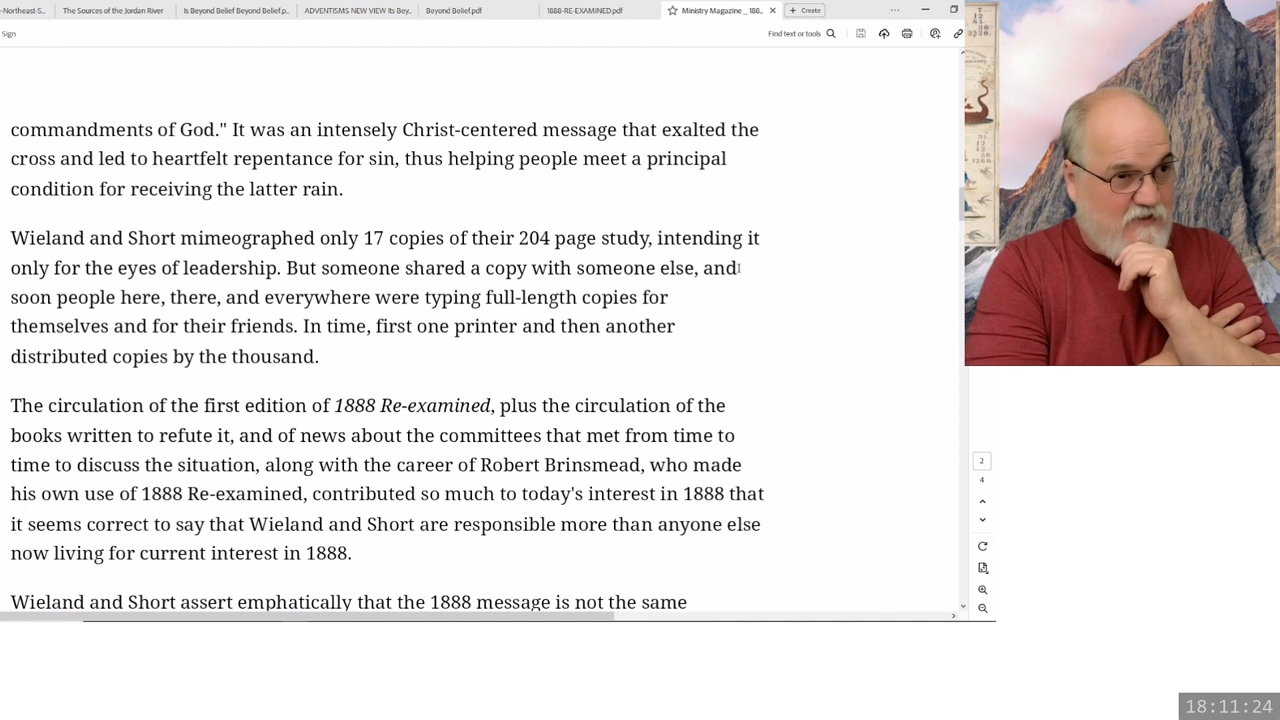 -Northeast-S...
The Sources of the Jordan River
Is Beyond Belief Beyond Belief.p...
ADVENTISMS NEW VIEW Its Bey...
Beyond Belief.pdf
1888-RE-EXAMINED.pdf
Ministry Magazine _ 188...
Create
Sign
Find text or tools
commandments of God." It was an intensely Christ-centered message that exalted the
cross and led to heartfelt repentance for sin, thus helping people meet a principal
condition for receiving the latter rain.
Wieland and Short mimeographed only 17 copies of their 204 page study, intending it
only for the eyes of leadership. But someone shared a copy with someone else, and
soon people here, there, and everywhere were typing full-length copies for
themselves and for their friends. In time, first one printer and then another
distributed copies by the thousand.
The circulation of the first edition of 1888 Re-examined, plus the circulation of the
books written to refute it, and of news about the committees that met from time to
time to discuss the situation, along with the career of Robert Brinsmead, who made
his own use of 1888 Re-examined, contributed so much to today's interest in 1888 that
it seems correct to say that Wieland and Short are responsible more than anyone else
now living for current interest in 1888.
Wieland and Short assert emphatically that the 1888 message is not the same
2
4
18:11:24